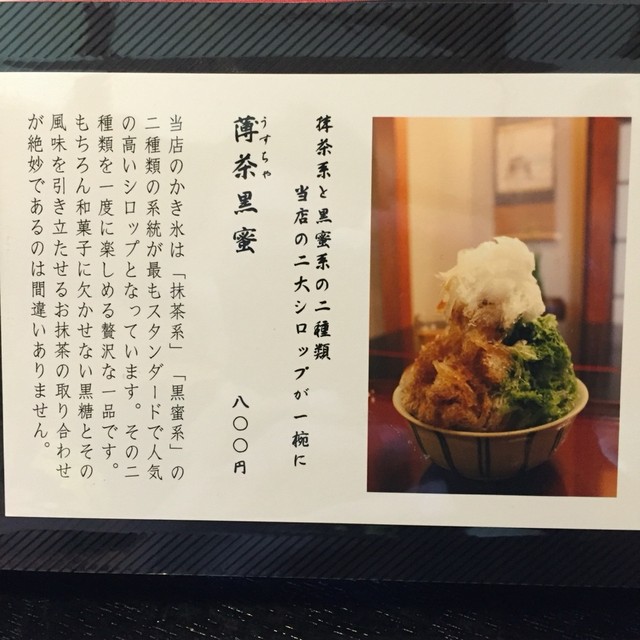 抹茶系と黒蜜系の二種類
当店の二大シロップが一椀に
うすちゃ
薄茶黒蜜
八〇〇円
当店のかき氷は「抹茶系」「黒蜜系」の
二種類の系統が最もスタンダードで人気
の高いシロップとなっています。その二
種類を一度に楽しめる贅沢な一品です。
もちろん和菓子に欠かせない黒糖とその
風味を引き立たせるお抹茶の取り合わせ
が絶妙であるのは間違いありません。